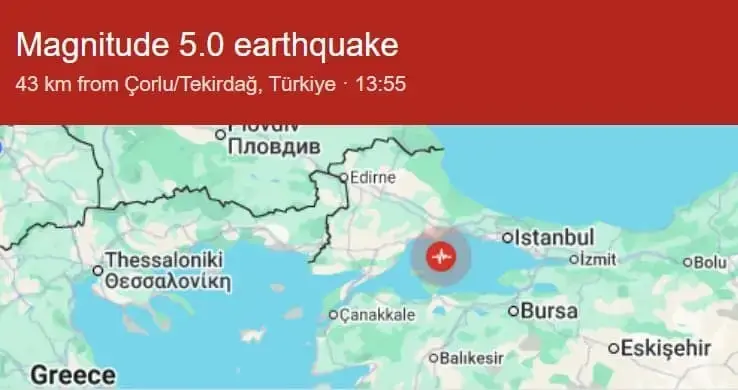 Magnitude 5.0 earthquake
43 km from Çorlu/Tekirdağ, Türkiye · 13:55
Plovdiv
Пловдив
Edirne
Istanbul
Thessaloniki
Θεσσαλονίκη
İzmit
Bolu
Çanakkale
Bursa
Balıkesir
Eskişehir
Greece